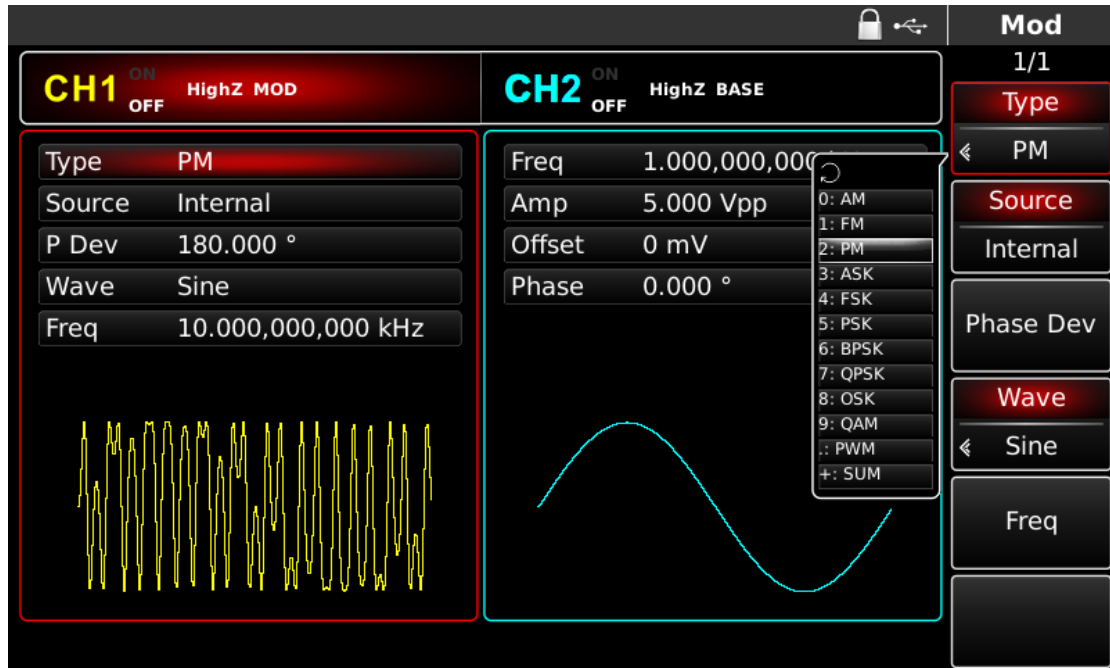 Mod
1/1
CH1 ON OFF HighZ MOD
CH2 ON OFF HighZ BASE
Type PM
Source Internal
P Dev 180.000 °
Wave Sine
Freq 10.000,000,000 kHz
Freq 1.000,000,000
Amp 5.000 Vpp
Offset 0 mV
Phase 0.000 °
0: AM
1: FM
2: PM
3: ASK
4: FSK
5: PSK
6: BPSK
7: QPSK
8: OSK
9: QAM
.: PWM
+: SUM
Type
PM
Source
Internal
Phase Dev
Wave
Sine
Freq